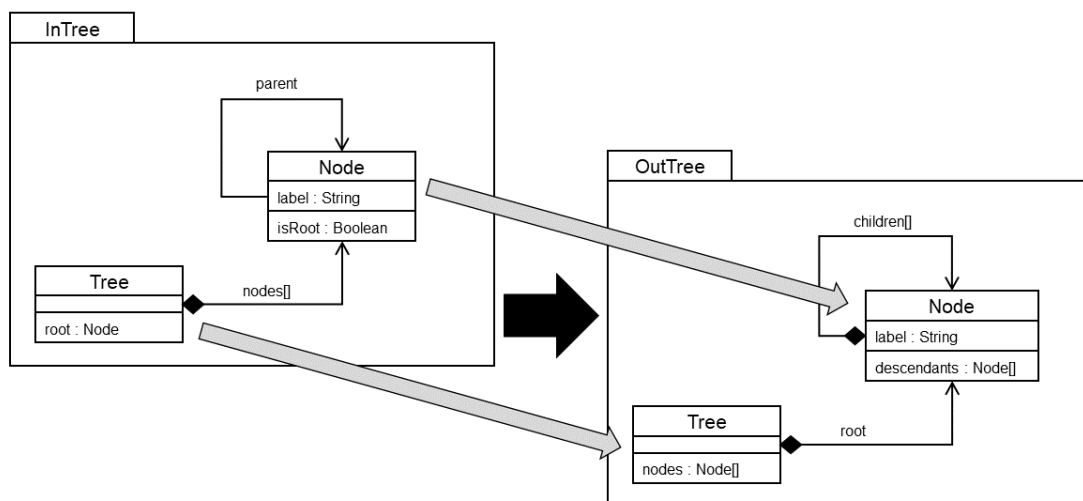 InTree
parent
Node
label : String
isRoot : Boolean
Tree
nodes[]
root : Node
OutTree
children[]
Node
label : String
descendants : Node[]
Tree
root
nodes : Node[]